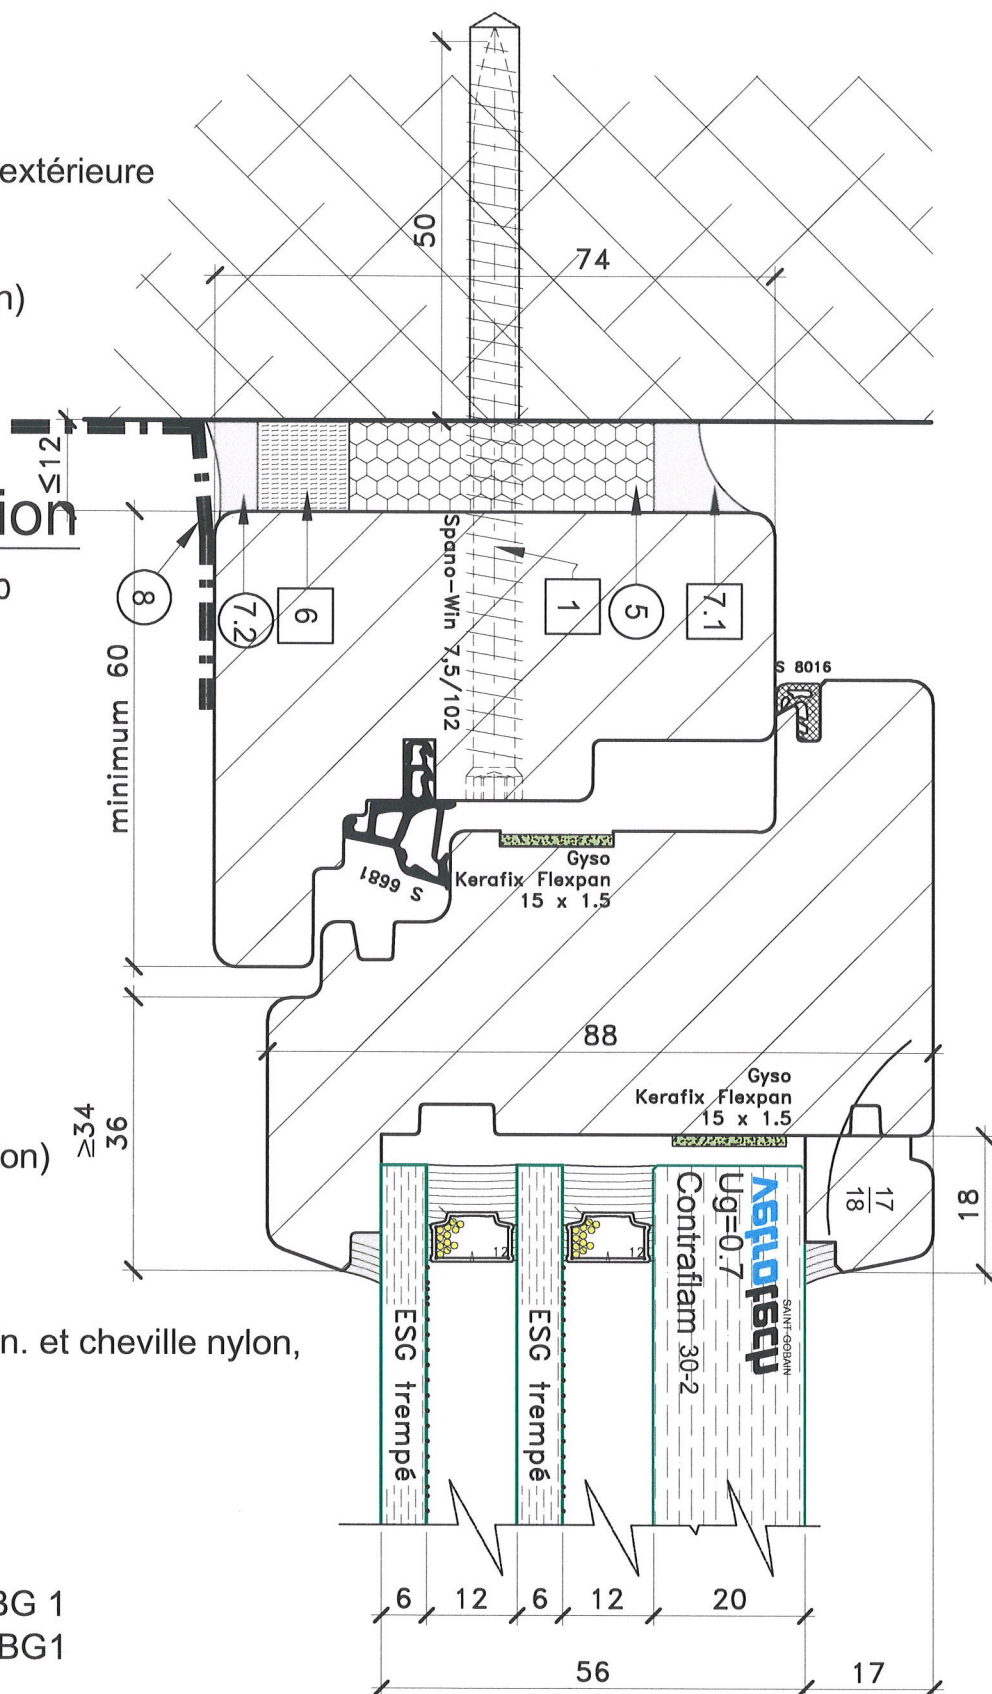 extérieure
50
74
n)
≤12
ion
8
7.2
6
1
5
7.1
Spano-Win 7,5/102
S 8016
minimum 60
S 6681
Gyso
Kerafix Flexpan
15 x 1.5
88
Gyso
Kerafix Flexpan
15 x 1.5
≥34
36
on)
17
18
18
Vetrotech
SAINT-GOBAIN
Ug=0.7
Contraflam 30-2
12
12
ESG trempé
ESG trempé
n. et cheville nylon,
6
12
6
12
20
BG 1
BG1
56
17